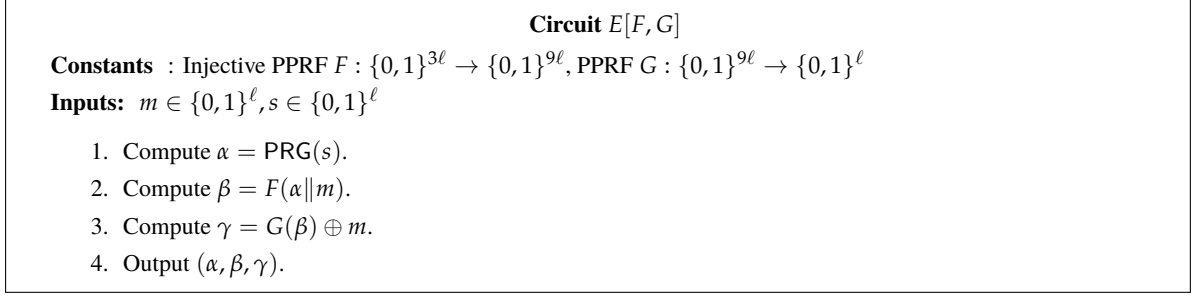 Circuit E[F, G]
Constants : Injective PPRF F : {0, 1}^{3ℓ} → {0, 1}^{9ℓ}, PPRF G : {0, 1}^{9ℓ} → {0, 1}^ℓ
Inputs: m ∈ {0, 1}^ℓ, s ∈ {0, 1}^ℓ
1. Compute α = PRG(s).
2. Compute β = F(α∥m).
3. Compute γ = G(β) ⊕ m.
4. Output (α, β, γ).